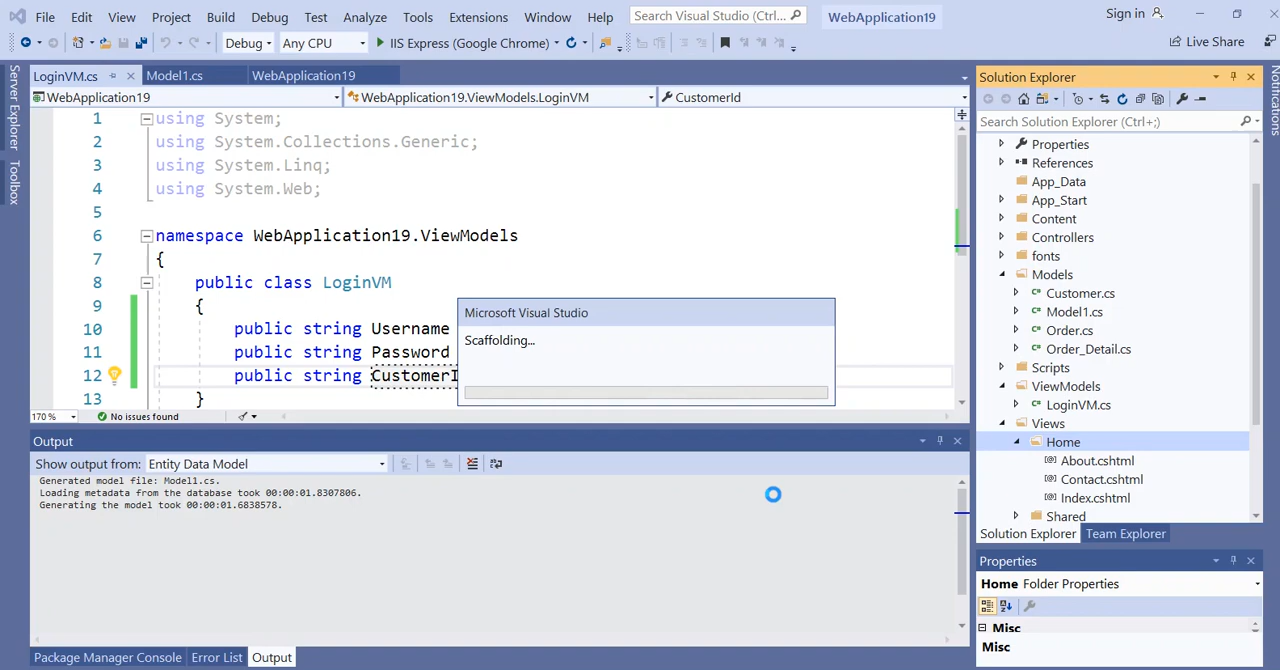 File Edit View Project Build Debug Test Analyze Tools Extensions Window Help Search Visual Studio (Ctrl... WebApplication19 Sign in
Debug Any CPU IIS Express (Google Chrome) Live Share
LoginVM.cs Model1.cs WebApplication19
WebApplication19 WebApplication19.ViewModels.LoginVM CustomerId
1 using System;
2 using System.Collections.Generic;
3 using System.Linq;
4 using System.Web;
5
6 namespace WebApplication19.ViewModels
7 {
8 public class LoginVM
9 {
10 public string Username
11 public string Password
12 public string CustomerI
13 }
Microsoft Visual Studio
Scaffolding...
170 % No issues found
Output
Show output from: Entity Data Model
Generated model file: Model1.cs.
Loading metadata from the database took 00:00:01.8307806.
Generating the model took 00:00:01.6838578.
Package Manager Console Error List Output
Server Explorer
Toolbox
Solution Explorer
Search Solution Explorer (Ctrl+;)
Properties
References
App_Data
App_Start
Content
Controllers
fonts
Models
Customer.cs
Model1.cs
Order.cs
Order_Detail.cs
Scripts
ViewModels
LoginVM.cs
Views
Home
About.cshtml
Contact.cshtml
Index.cshtml
Shared
Solution Explorer Team Explorer
Properties
Home Folder Properties
Misc
Misc
Notifications